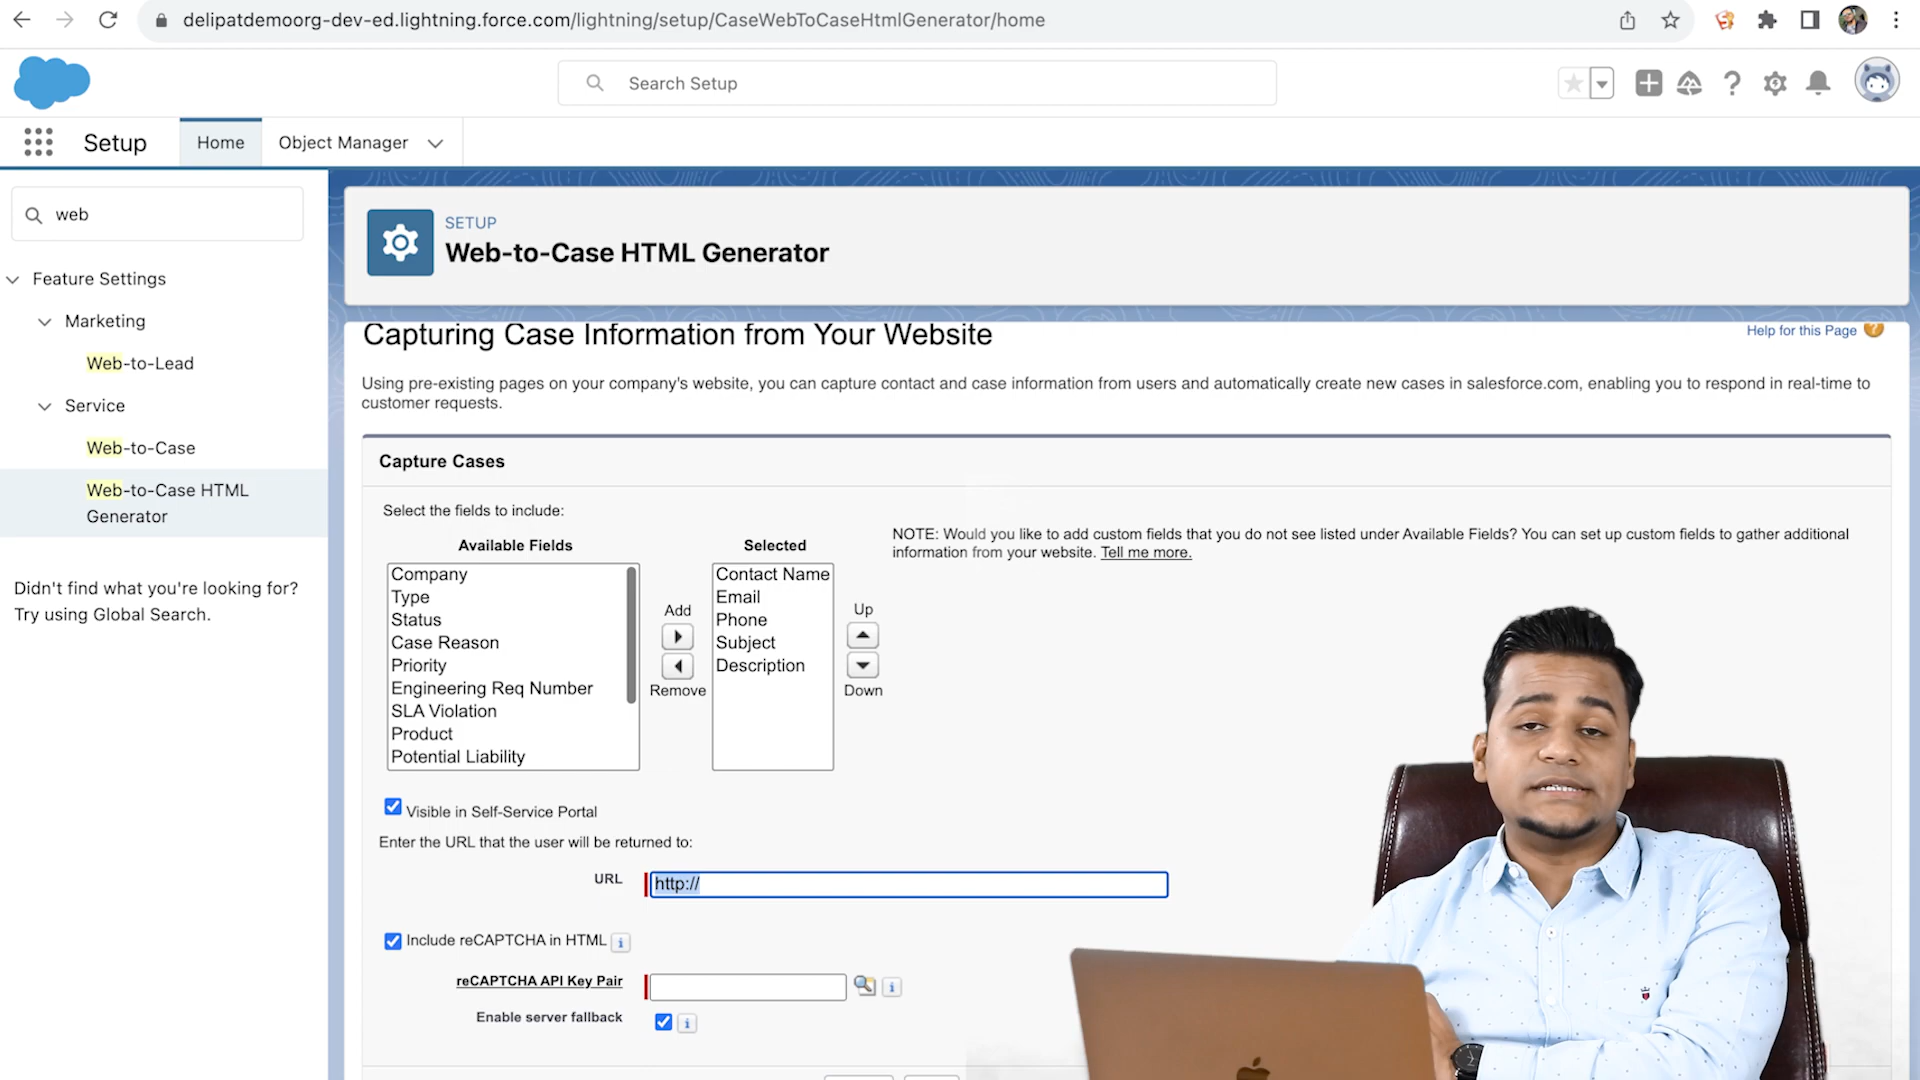 delipatdemoorg-dev-ed.lightning.force.com/lightning/setup/CaseWebToCaseHtmlGenerator/home
Search Setup
Setup
Home
Object Manager
web
Feature Settings
Marketing
Web-to-Lead
Service
Web-to-Case
Web-to-Case HTML
Generator
Didn't find what you're looking for?
Try using Global Search.
SETUP
Web-to-Case HTML Generator
Capturing Case Information from Your Website
Help for this Page
Using pre-existing pages on your company's website, you can capture contact and case information from users and automatically create new cases in salesforce.com, enabling you to respond in real-time to
customer requests.
Capture Cases
Select the fields to include:
NOTE: Would you like to add custom fields that you do not see listed under Available Fields? You can set up custom fields to gather additional
information from your website. Tell me more.
Available Fields
Company
Type
Status
Case Reason
Priority
Engineering Req Number
SLA Violation
Product
Potential Liability
Add
Remove
Selected
Contact Name
Email
Phone
Subject
Description
Up
Down
Visible in Self-Service Portal
Enter the URL that the user will be returned to:
URL
http://
Include reCAPTCHA in HTML
reCAPTCHA API Key Pair
Enable server fallback